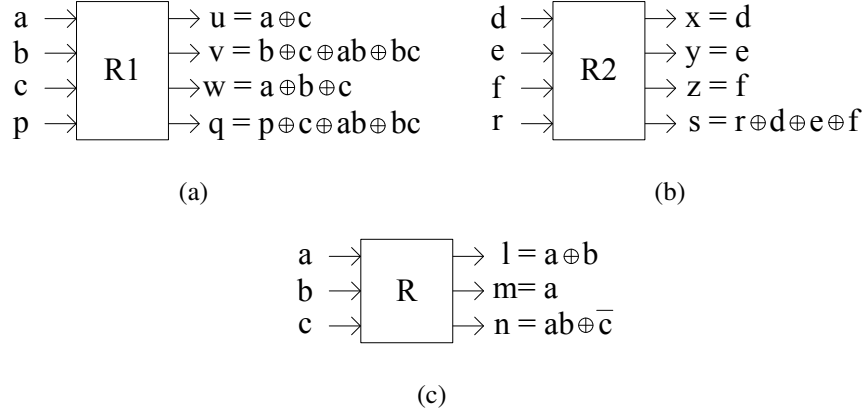 a R1 u = a⊕c
b v = b⊕c⊕ab⊕bc
c w = a⊕b⊕c
p q = p⊕c⊕ab⊕bc
(a)
d R2 x = d
e y = e
f z = f
r s = r⊕d⊕e⊕f
(b)
a l = a⊕b
b R m= a
c n = ab⊕c̅
(c)